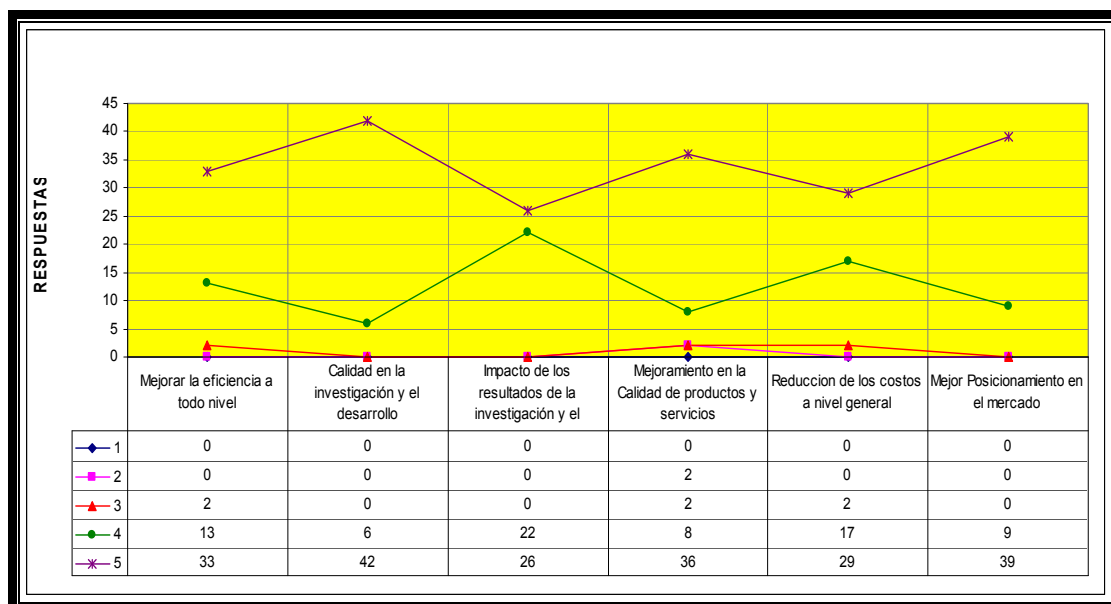 RESPUESTAS
45
40
35
30
25
20
15
10
5
0
Mejorar la eficiencia a
todo nivel
Calidad en la
investigación y el
desarrollo
Impacto de los
resultados de la
investigación y el
Mejoramiento en la
Calidad de productos y
servicios
Reduccion de los costos
a nivel general
Mejor Posicionamiento en
el mercado
1 0 0 0 0 0 0
2 0 0 0 2 0 0
3 2 0 0 2 2 0
4 13 6 22 8 17 9
5 33 42 26 36 29 39